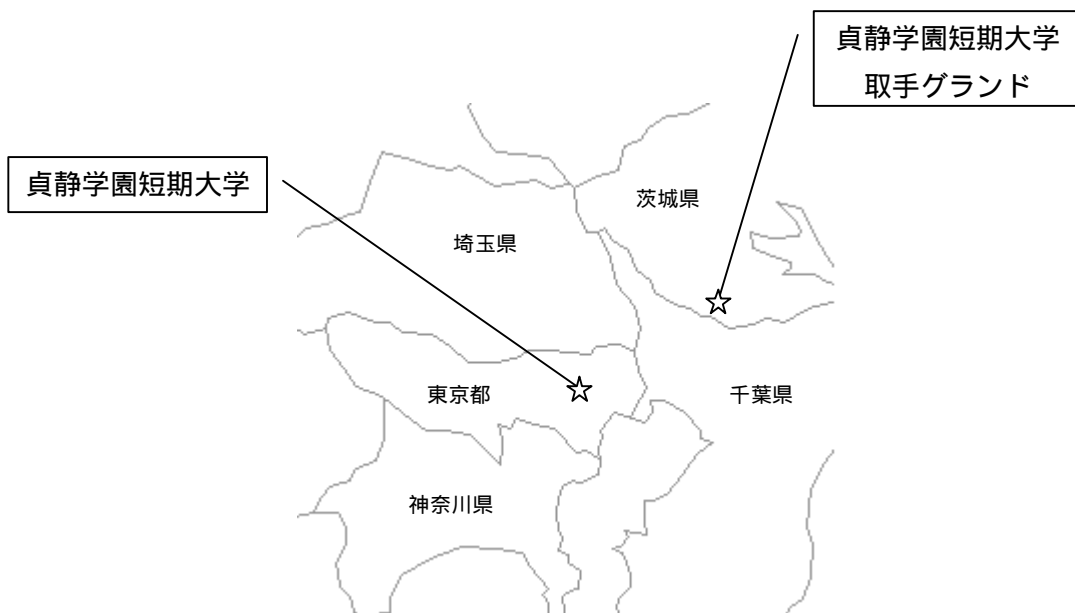 貞静学園短期大学
取手グランド
貞静学園短期大学
茨城県
埼玉県
東京都
千葉県
神奈川県